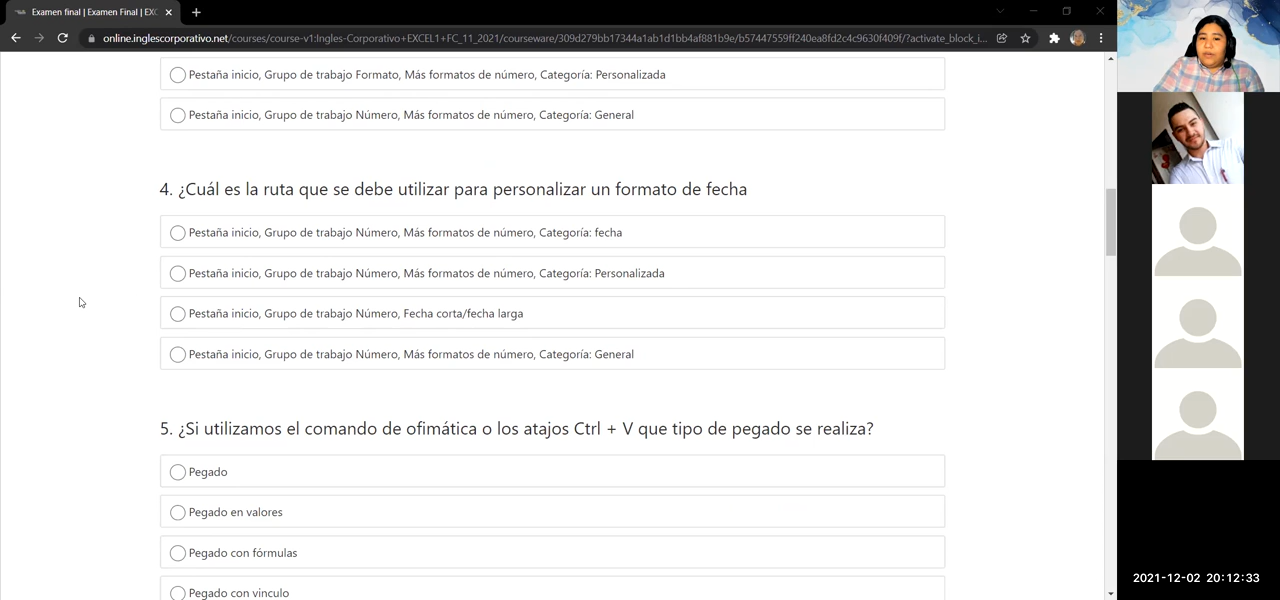 Examen final | Examen Final | EXC
online.inglescorporativo.net/courses/course-v1:Ingles-Corporativo+EXCEL1+FC_11_2021/courseware/309d279bb17344a1ab1d1bb4af881b9e/b57447559ff240ea8fd2c4c9630f409f/?activate_block_i...
Pestaña inicio, Grupo de trabajo Formato, Más formatos de número, Categoría: Personalizada
Pestaña inicio, Grupo de trabajo Número, Más formatos de número, Categoría: General
4. ¿Cuál es la ruta que se debe utilizar para personalizar un formato de fecha
Pestaña inicio, Grupo de trabajo Número, Más formatos de número, Categoría: fecha
Pestaña inicio, Grupo de trabajo Número, Más formatos de número, Categoría: Personalizada
Pestaña inicio, Grupo de trabajo Número, Fecha corta/fecha larga
Pestaña inicio, Grupo de trabajo Número, Más formatos de número, Categoría: General
5. ¿Si utilizamos el comando de ofimática o los atajos Ctrl + V que tipo de pegado se realiza?
Pegado
Pegado en valores
Pegado con fórmulas
Pegado con vinculo
2021-12-02 20:12:33